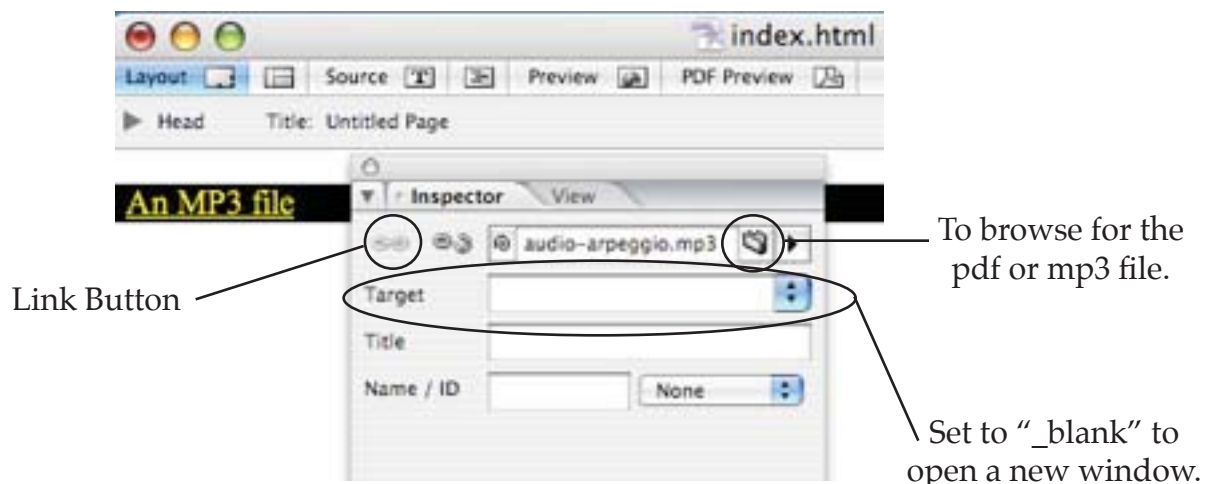 index.html
Layout Source Preview PDF Preview
Head Title: Untitled Page
An MP3 file
Inspector View
audio-arpeggio.mp3
To browse for the
pdf or mp3 file.
Link Button
Target
Title
Name / ID None
Set to “_blank” to
open a new window.